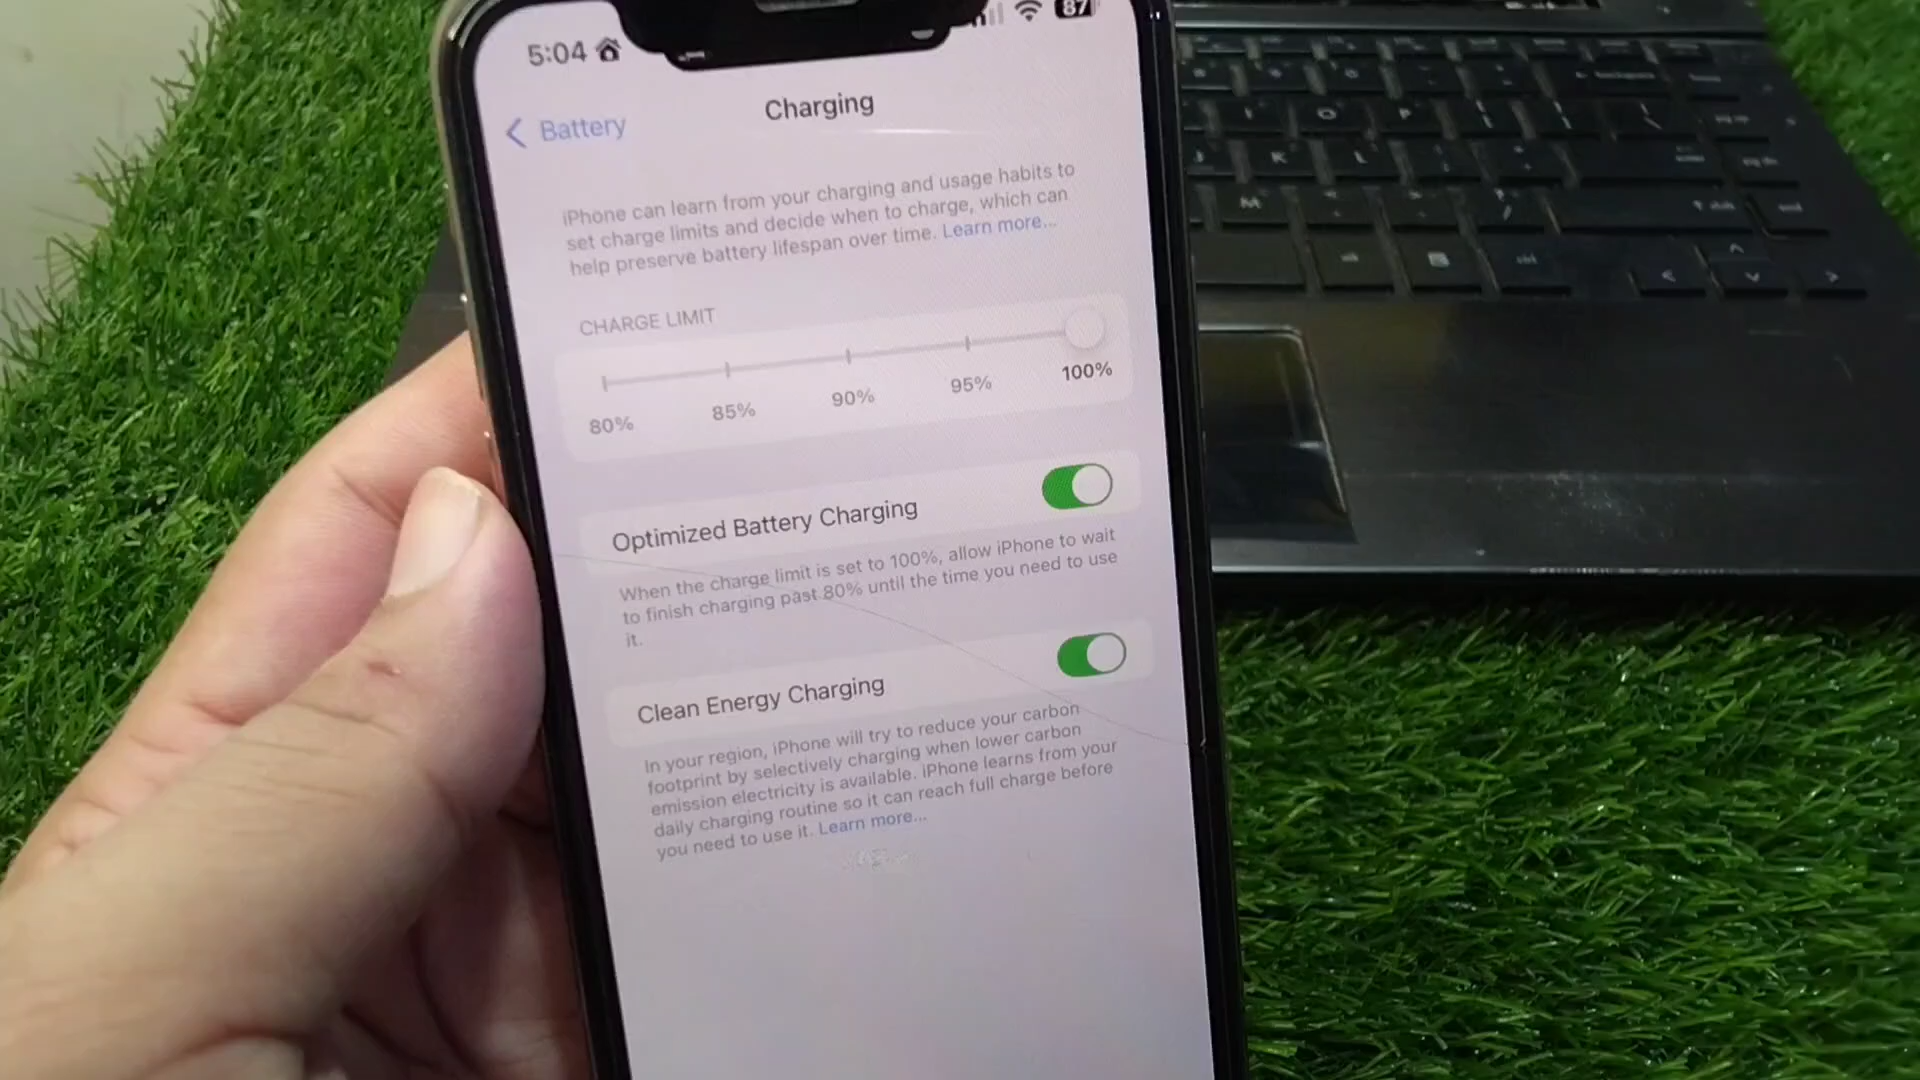 5:04
87
Battery
Charging
iPhone can learn from your charging and usage habits to
set charge limits and decide when to charge, which can
help preserve battery lifespan over time. Learn more...
CHARGE LIMIT
80% 85% 90% 95% 100%
Optimized Battery Charging
When the charge limit is set to 100%, allow iPhone to wait
to finish charging past 80% until the time you need to use
it.
Clean Energy Charging
In your region, iPhone will try to reduce your carbon
footprint by selectively charging when lower carbon
emission electricity is available. iPhone learns from your
daily charging routine so it can reach full charge before
you need to use it. Learn more...
O P
K L
M